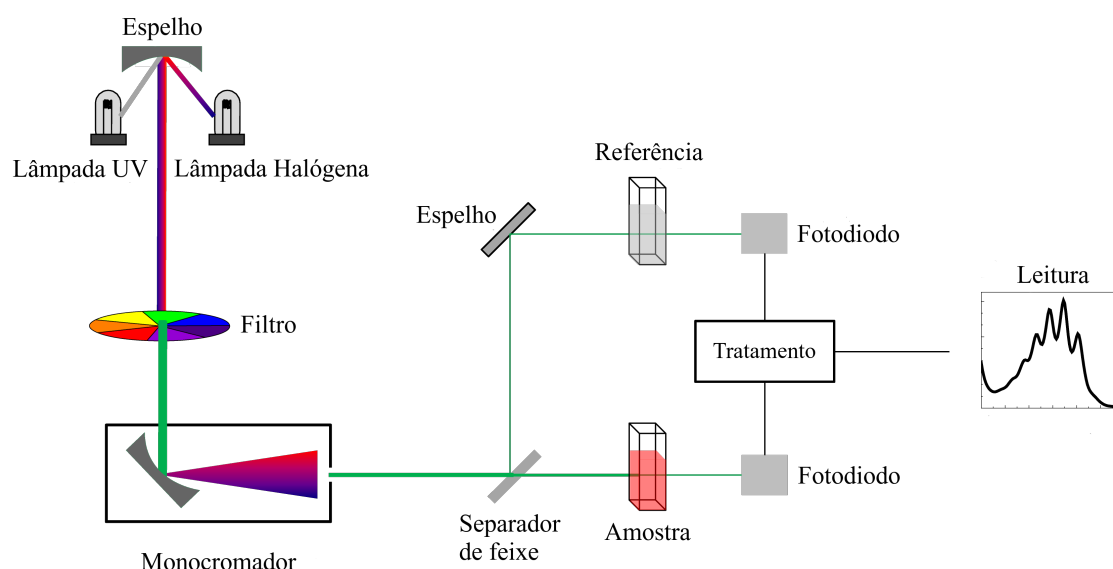 Espelho
Lâmpada UV
Lâmpada Halógena
Referência
Espelho
Fotodiodo
Leitura
Filtro
Tratamento
Fotodiodo
Separador
de feixe
Amostra
Monocromador